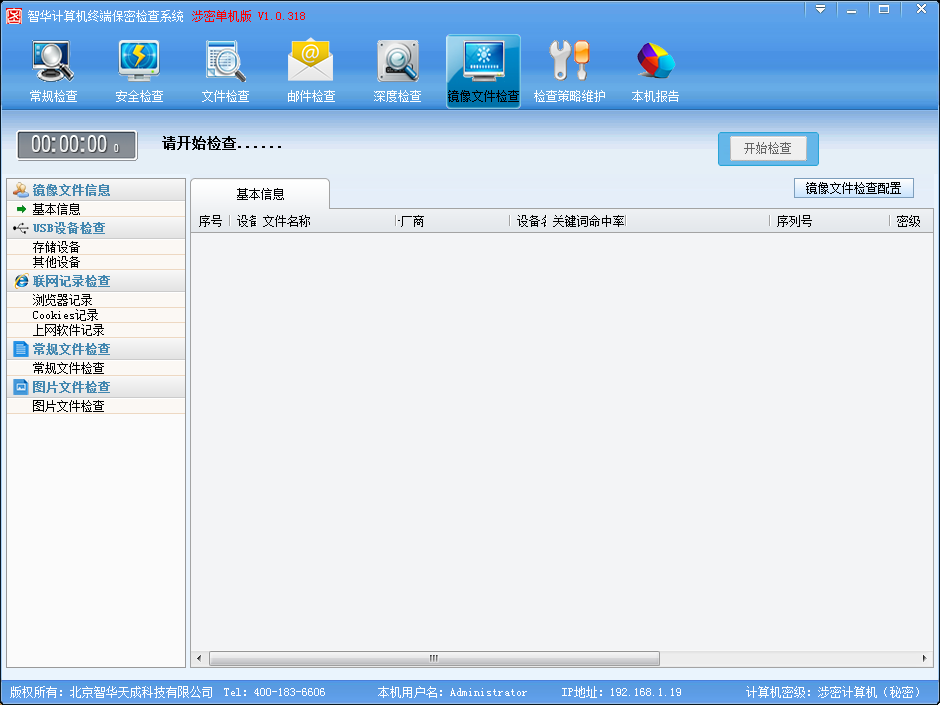 智华计算机终端保密检查系统 涉密单机版 V1.0.318
常规检查 安全检查 文件检查 邮件检查 深度检查 镜像文件检查 检查策略维护 本机报告
00:00:00 0 请开始检查...... 开始检查
镜像文件检查配置
基本信息
序号 设备 文件名称 厂商 设备名 关键词命中率 序列号 密级
镜像文件信息
基本信息
USB设备检查
存储设备
其他设备
联网记录检查
浏览器记录
Cookies记录
上网软件记录
常规文件检查
常规文件检查
图片文件检查
图片文件检查
版权所有：北京智华天成科技有限公司 Tel：400-183-6606 本机用户名：Administrator IP地址：192.168.1.19 计算机密级：涉密计算机（秘密）